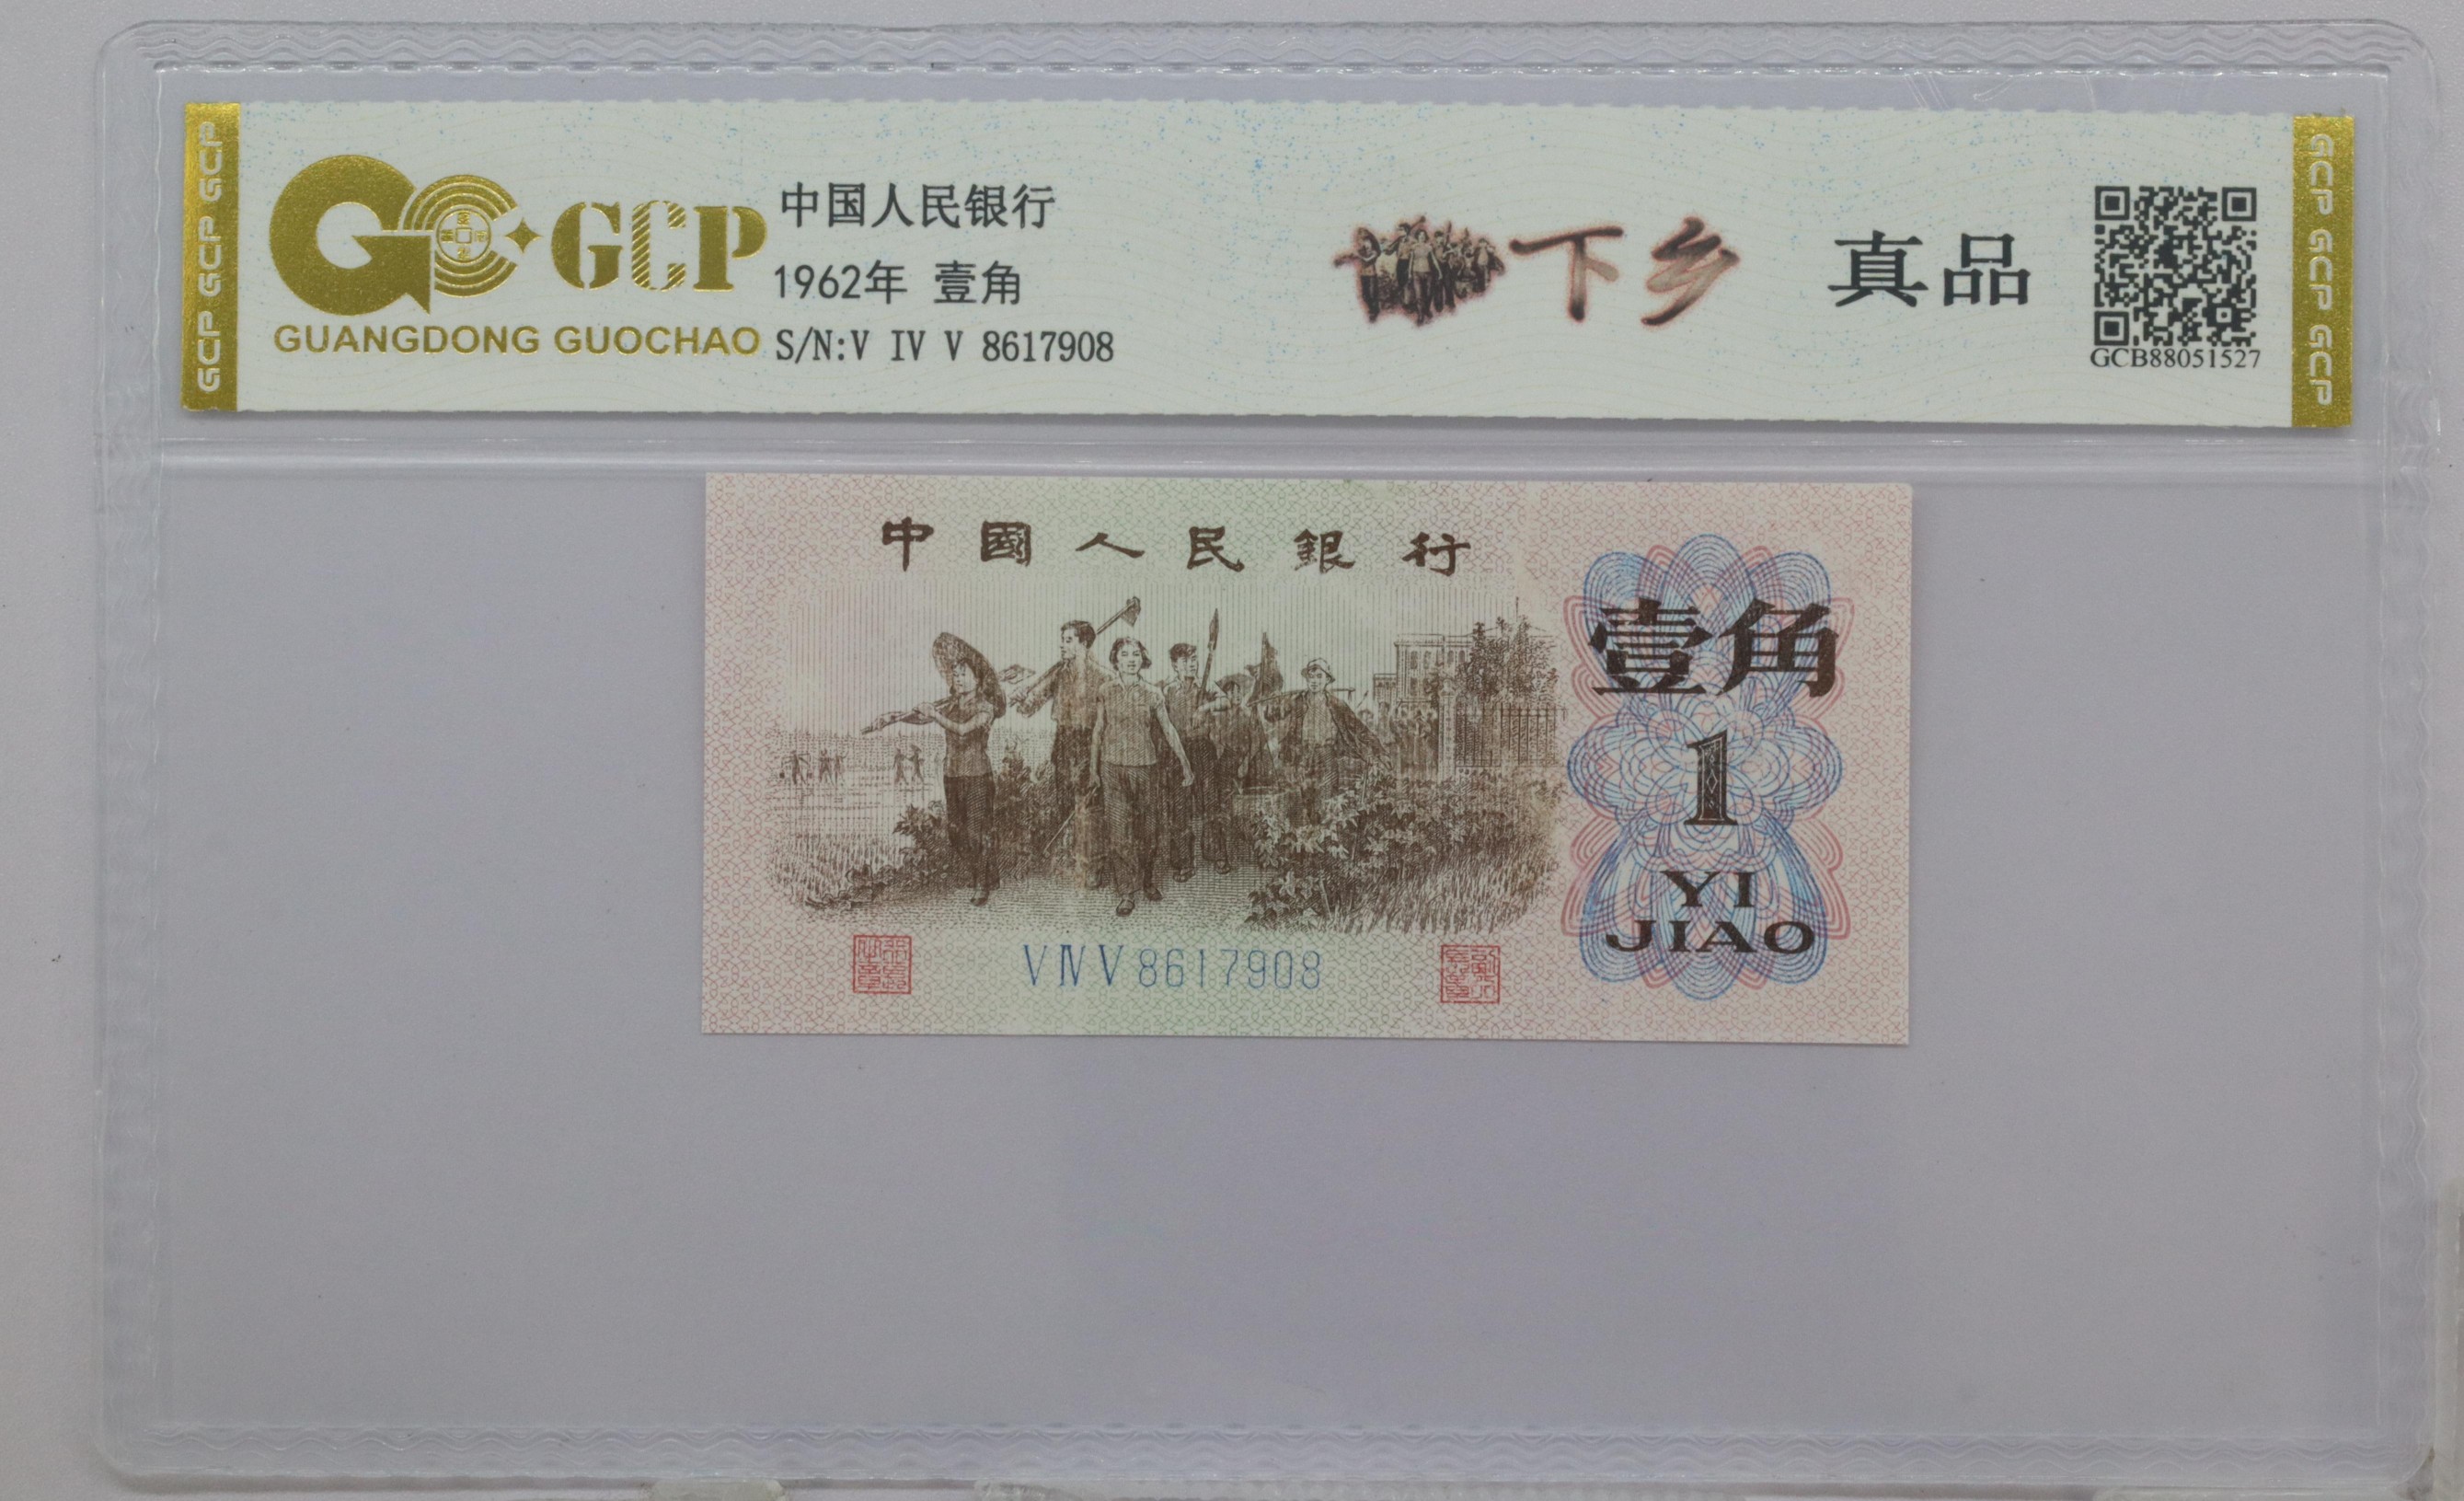 GCP GCP GCP
GCP
GUANGDONG GUOCHAO
中国人民银行
1962年 壹角
S/N:V IV V 8617908
下乡
真品
GCB88051527
GCP GCP GCP
中國人民銀行
壹角
1
YI
JIAO
V IV V 8617908